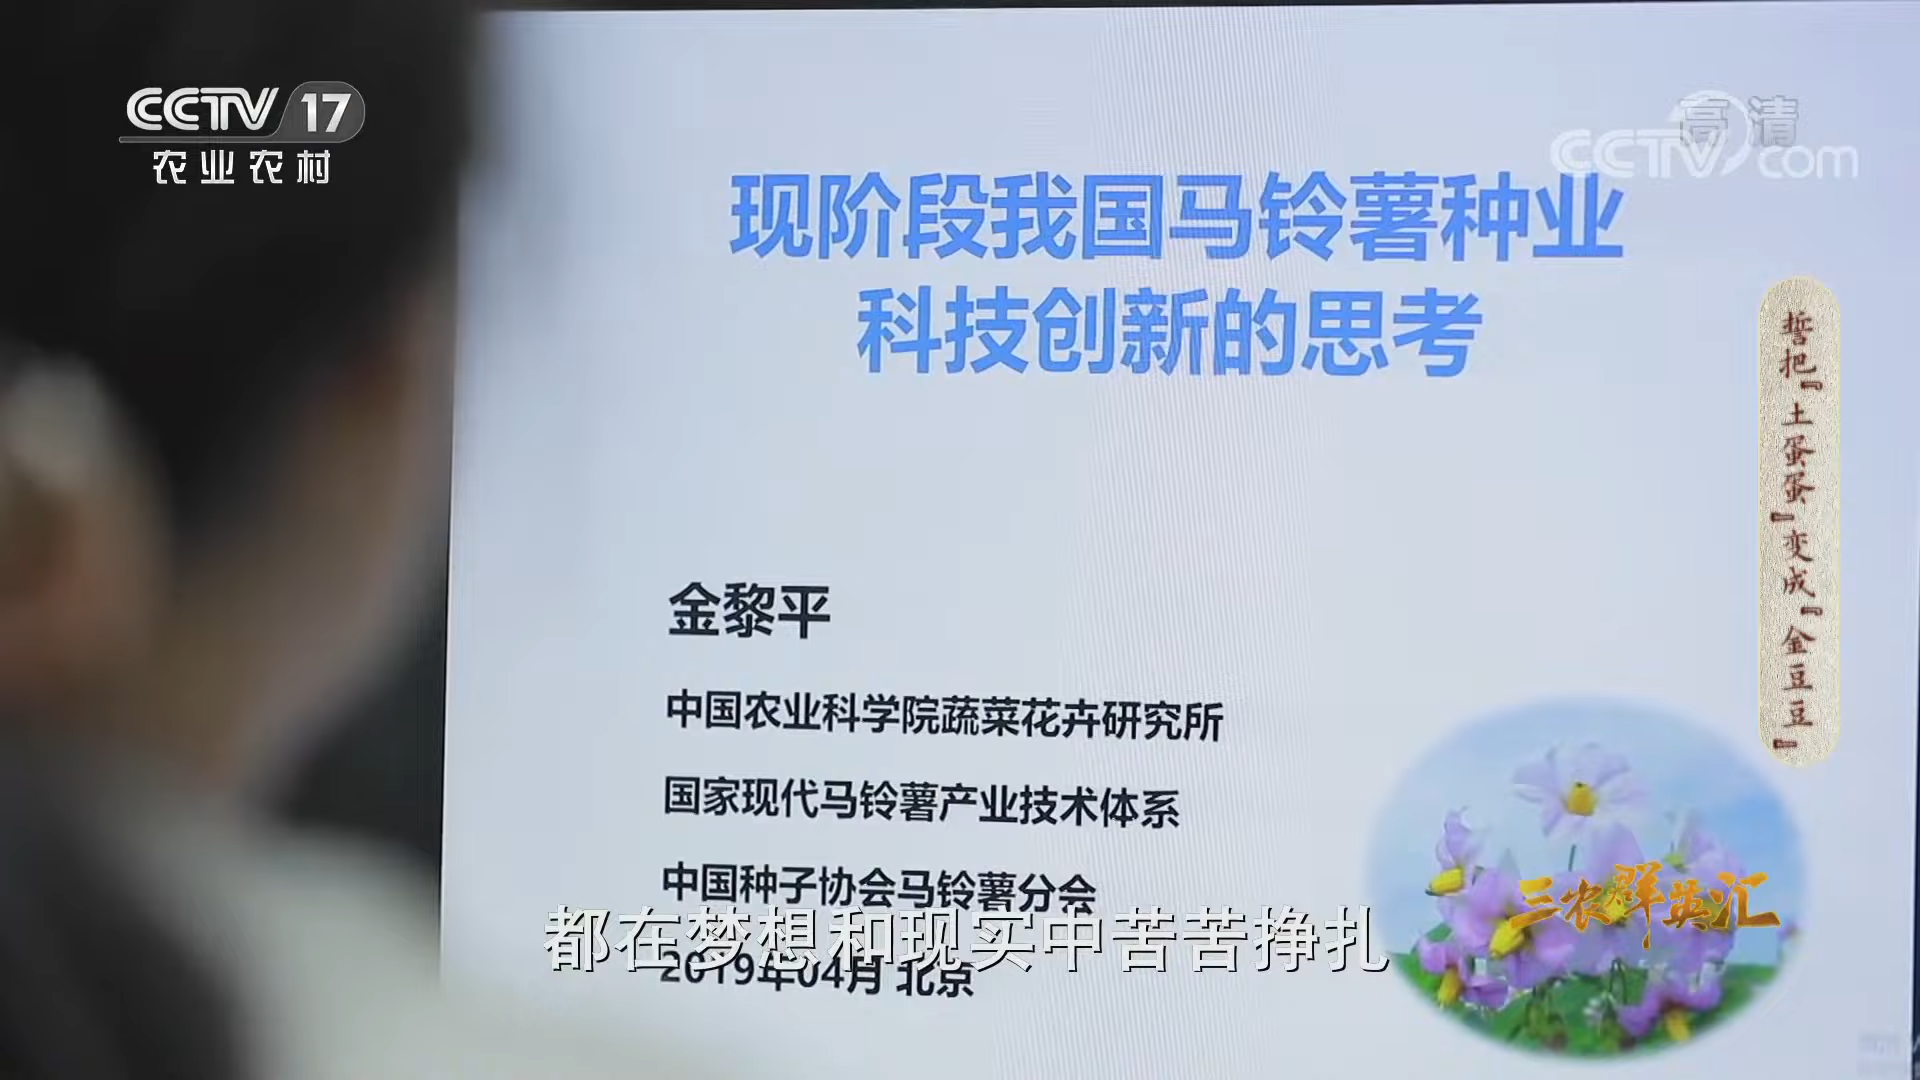 CCTV 17
农业农村
高清
CCTV com
现阶段我国马铃薯种业
科技创新的思考
誓把『土蛋蛋』变成『金豆豆』
金黎平
中国农业科学院蔬菜花卉研究所
国家现代马铃薯产业技术体系
中国种子协会马铃薯分会
三农群英汇
都在梦想和现实中苦苦挣扎
2019年04月 北京